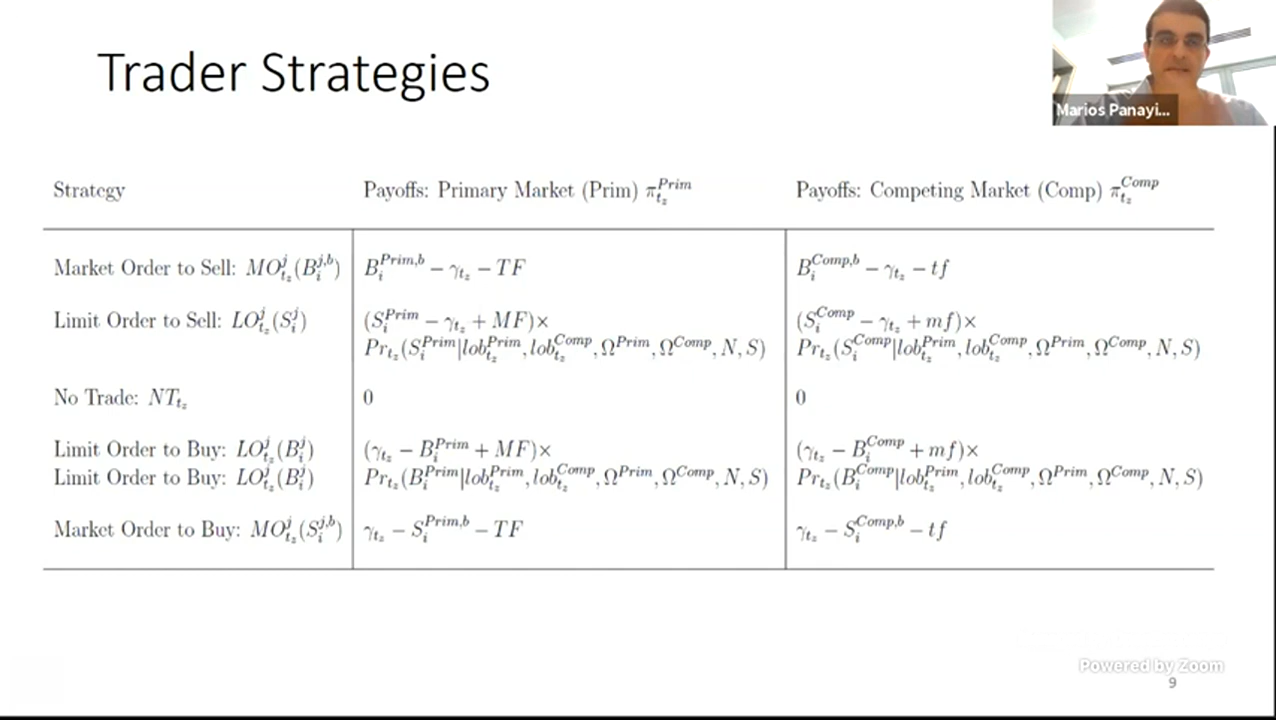 Trader Strategies
Marios Panayi...
Strategy Payoffs: Primary Market (Prim) π_{t_z}^{Prim} Payoffs: Competing Market (Comp) π_{t_z}^{Comp}
Market Order to Sell: MO_{t_z}^{j}(B_i^{j,b}) B_i^{Prim,b} − γ_{t_z} − TF B_i^{Comp,b} − γ_{t_z} − tf
Limit Order to Sell: LO_{t_z}^{j}(S_i^{j}) (S_i^{Prim} − γ_{t_z} + MF)× (S_i^{Comp} − γ_{t_z} + mf)×
Pr_{t_z}(S_i^{Prim}|lob_{t_z}^{Prim}, lob_{t_z}^{Comp}, Ω^{Prim}, Ω^{Comp}, N, S) Pr_{t_z}(S_i^{Comp}|lob_{t_z}^{Prim}, lob_{t_z}^{Comp}, Ω^{Prim}, Ω^{Comp}, N, S)
No Trade: NT_{t_z} 0 0
Limit Order to Buy: LO_{t_z}^{j}(B_i^{j}) (γ_{t_z} − B_i^{Prim} + MF)× (γ_{t_z} − B_i^{Comp} + mf)×
Limit Order to Buy: LO_{t_z}^{j}(B_i^{j}) Pr_{t_z}(B_i^{Prim}|lob_{t_z}^{Prim}, lob_{t_z}^{Comp}, Ω^{Prim}, Ω^{Comp}, N, S) Pr_{t_z}(B_i^{Comp}|lob_{t_z}^{Prim}, lob_{t_z}^{Comp}, Ω^{Prim}, Ω^{Comp}, N, S)
Market Order to Buy: MO_{t_z}^{j}(S_i^{j,b}) γ_{t_z} − S_i^{Prim,b} − TF γ_{t_z} − S_i^{Comp,b} − tf
Powered by Zoom
9